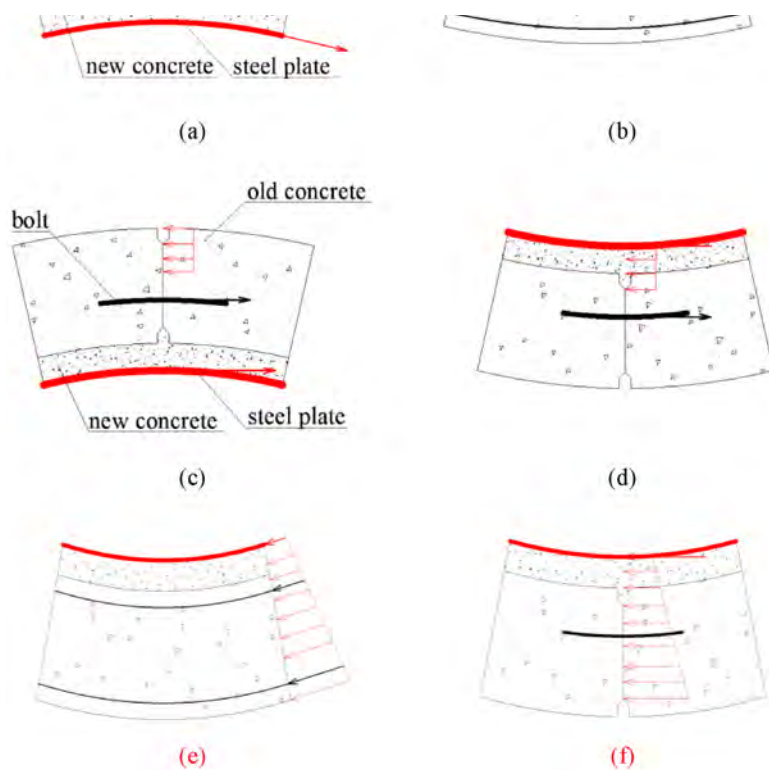 new concrete
steel plate
(a)
(b)
old concrete
bolt
new concrete
steel plate
(c)
(d)
(e)
(f)